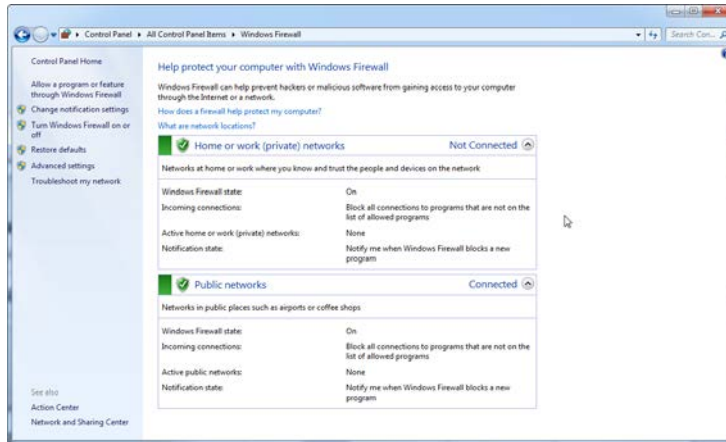 Control Panel ▸ All Control Panel Items ▸ Windows Firewall
Search Con...
Control Panel Home
Allow a program or feature
through Windows Firewall
Change notification settings
Turn Windows Firewall on or
off
Restore defaults
Advanced settings
Troubleshoot my network
See also
Action Center
Network and Sharing Center
Help protect your computer with Windows Firewall
Windows Firewall can help prevent hackers or malicious software from gaining access to your computer
through the Internet or a network.
How does a firewall help protect my computer?
What are network locations?
Home or work (private) networks Not Connected
Networks at home or work where you know and trust the people and devices on the network
Windows Firewall state: On
Incoming connections: Block all connections to programs that are not on the
list of allowed programs
Active home or work (private) networks: None
Notification state: Notify me when Windows Firewall blocks a new
program
Public networks Connected
Networks in public places such as airports or coffee shops
Windows Firewall state: On
Incoming connections: Block all connections to programs that are not on the
list of allowed programs
Active public networks: None
Notification state: Notify me when Windows Firewall blocks a new
program